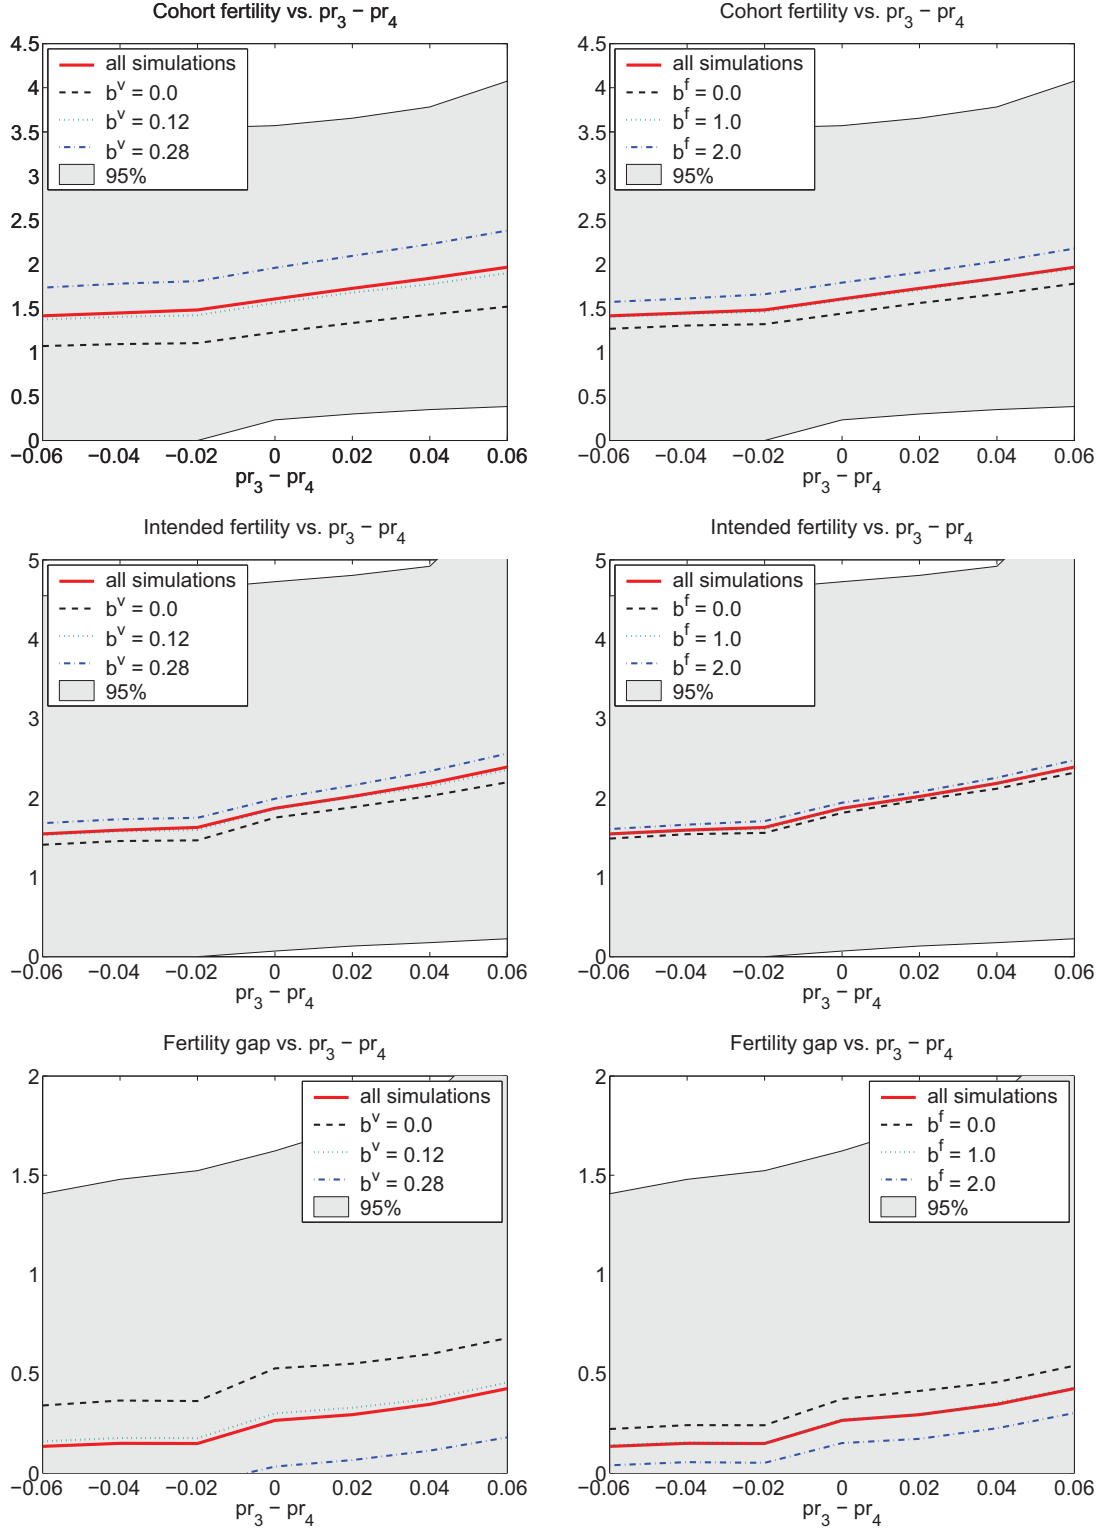 Cohort fertility vs. pr₃ − pr₄
4.5
4
3.5
3
2.5
2
1.5
1
0.5
0
all simulations
bᵛ = 0.0
bᵛ = 0.12
bᵛ = 0.28
95%
−0.06 −0.04 −0.02 0 0.02 0.04 0.06
pr₃ − pr₄
Cohort fertility vs. pr₃ − pr₄
4.5
4
3.5
3
2.5
2
1.5
1
0.5
0
all simulations
bᶠ = 0.0
bᶠ = 1.0
bᶠ = 2.0
95%
−0.06 −0.04 −0.02 0 0.02 0.04 0.06
pr₃ − pr₄
Intended fertility vs. pr₃ − pr₄
5
4
3
2
1
0
all simulations
bᵛ = 0.0
bᵛ = 0.12
bᵛ = 0.28
95%
−0.06 −0.04 −0.02 0 0.02 0.04 0.06
pr₃ − pr₄
Intended fertility vs. pr₃ − pr₄
5
4
3
2
1
0
all simulations
bᶠ = 0.0
bᶠ = 1.0
bᶠ = 2.0
95%
−0.06 −0.04 −0.02 0 0.02 0.04 0.06
pr₃ − pr₄
Fertility gap vs. pr₃ − pr₄
2
1.5
1
0.5
0
all simulations
bᵛ = 0.0
bᵛ = 0.12
bᵛ = 0.28
95%
−0.06 −0.04 −0.02 0 0.02 0.04 0.06
pr₃ − pr₄
Fertility gap vs. pr₃ − pr₄
2
1.5
1
0.5
0
all simulations
bᶠ = 0.0
bᶠ = 1.0
bᶠ = 2.0
95%
−0.06 −0.04 −0.02 0 0.02 0.04 0.06
pr₃ − pr₄